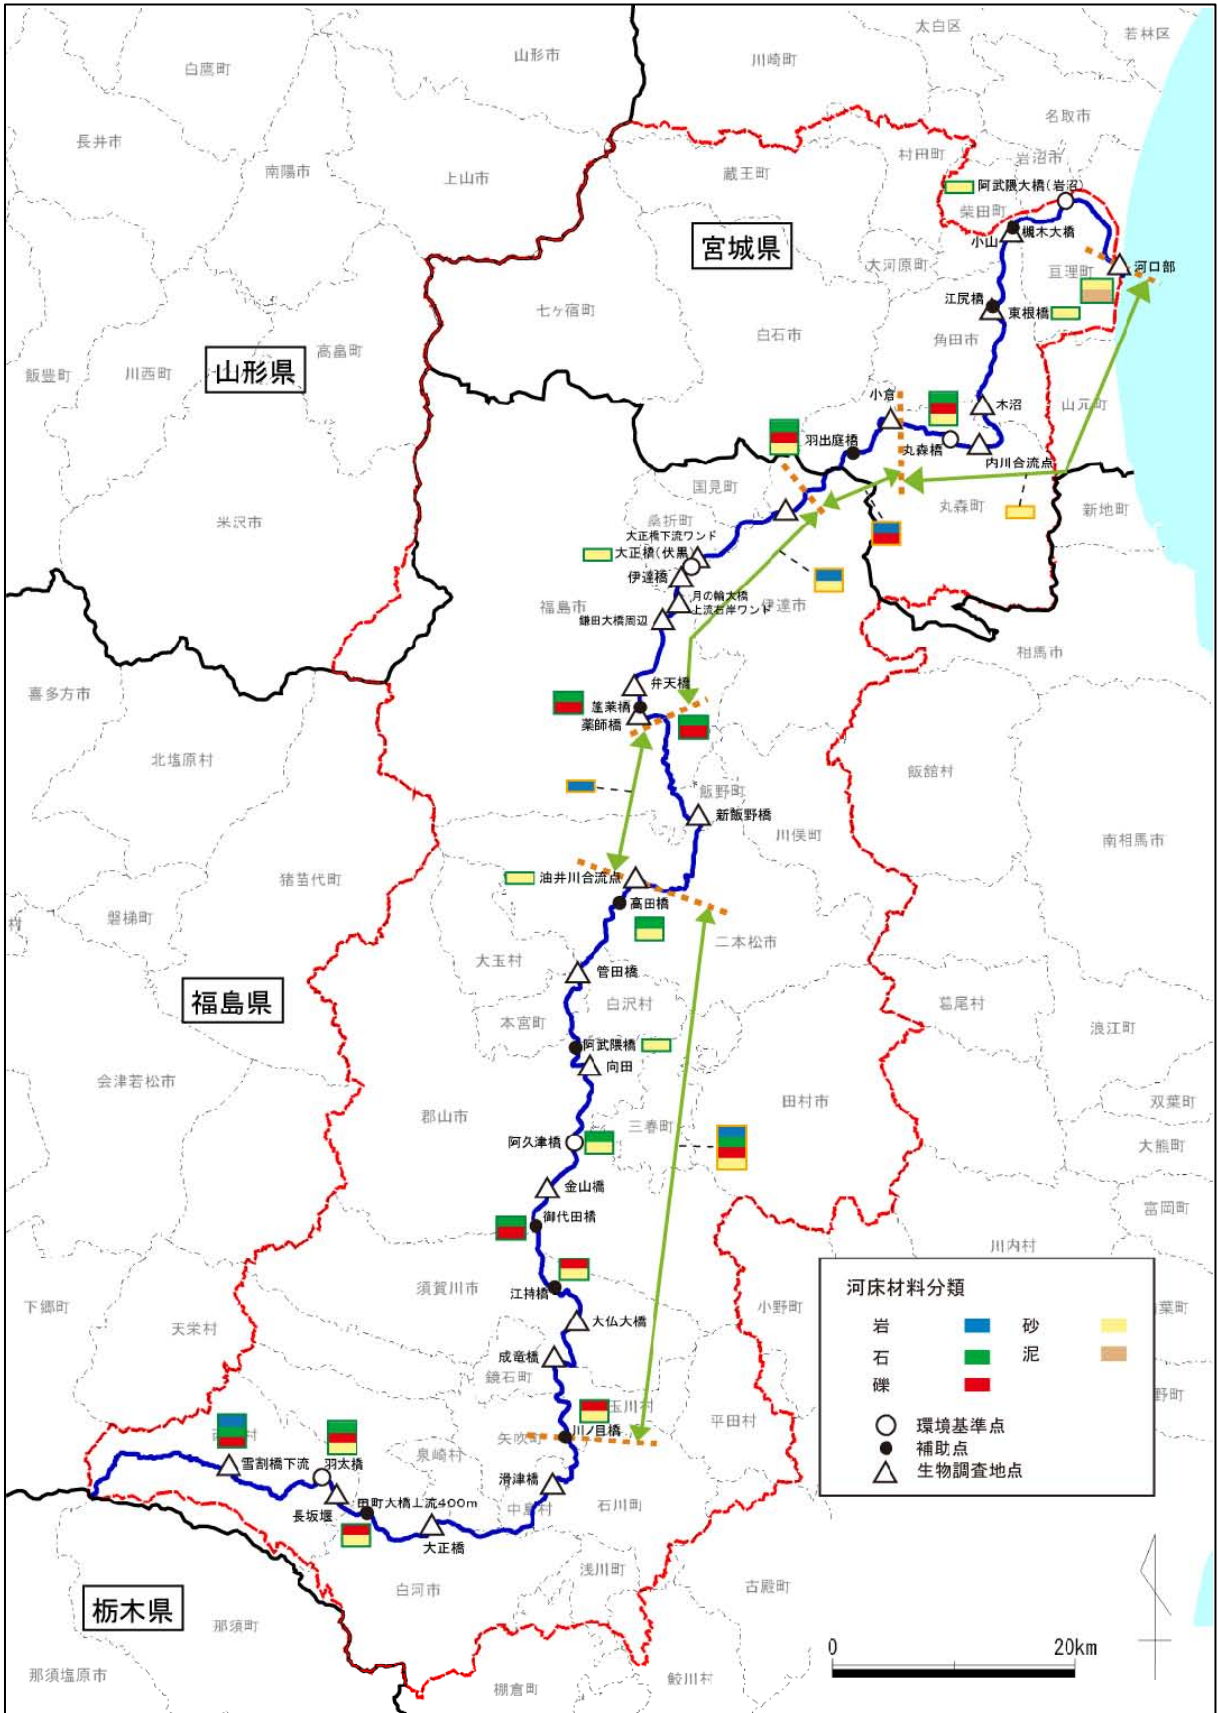 太白区
若林区
山形市
川崎町
白鷹町
名取市
長井市
村田町
岩沼市
南陽市
上山市
蔵王町
阿武隈大橋(岩沼)
柴田町
宮城県
小山
槻木大橋
大河原町
亘理町
河口部
江尻橋
東根橋
七ヶ宿町
白石市
角田市
高畠町
山形県
飯豊町
川西町
小倉
木沼
山元町
羽出庭橋
丸森橋
内川合流点
国見町
丸森町
新地町
米沢市
桑折町
大正橋下流ワンド
大正橋(伏黒)
伊達橋
福島市
月の輪大橋
上流右岸ワンド
伊達市
鎌田大橋周辺
相馬市
喜多方市
弁天橋
蓬莱橋
薬師橋
北塩原村
飯舘村
飯野町
新飯野橋
川俣町
南相馬市
猪苗代町
油井川合流点
高田橋
磐梯町
村
二本松市
大玉村
管田橋
福島県
白沢村
葛尾村
本宮町
浪江町
阿武隈橋
向田
会津若松市
郡山市
三春町
田村市
双葉町
阿久津橋
大熊町
金山橋
富岡町
御代田橋
川内村
須賀川市
江持橋
下郷町
小野町
葉町
天栄村
大仏大橋
成竜橋
鏡石町
野町
玉川村
平田村
川ノ目橋
矢吹町
村
泉崎村
雪割橋下流
羽太橋
滑津橋
石川町
中島村
田町大橋上流400m
長坂堰
大正橋
浅川町
古殿町
白河市
栃木県
那須町
那須塩原市
棚倉町
鮫川村
河床材料分類
岩
砂
石
泥
礫
環境基準点
補助点
生物調査地点
0
20km